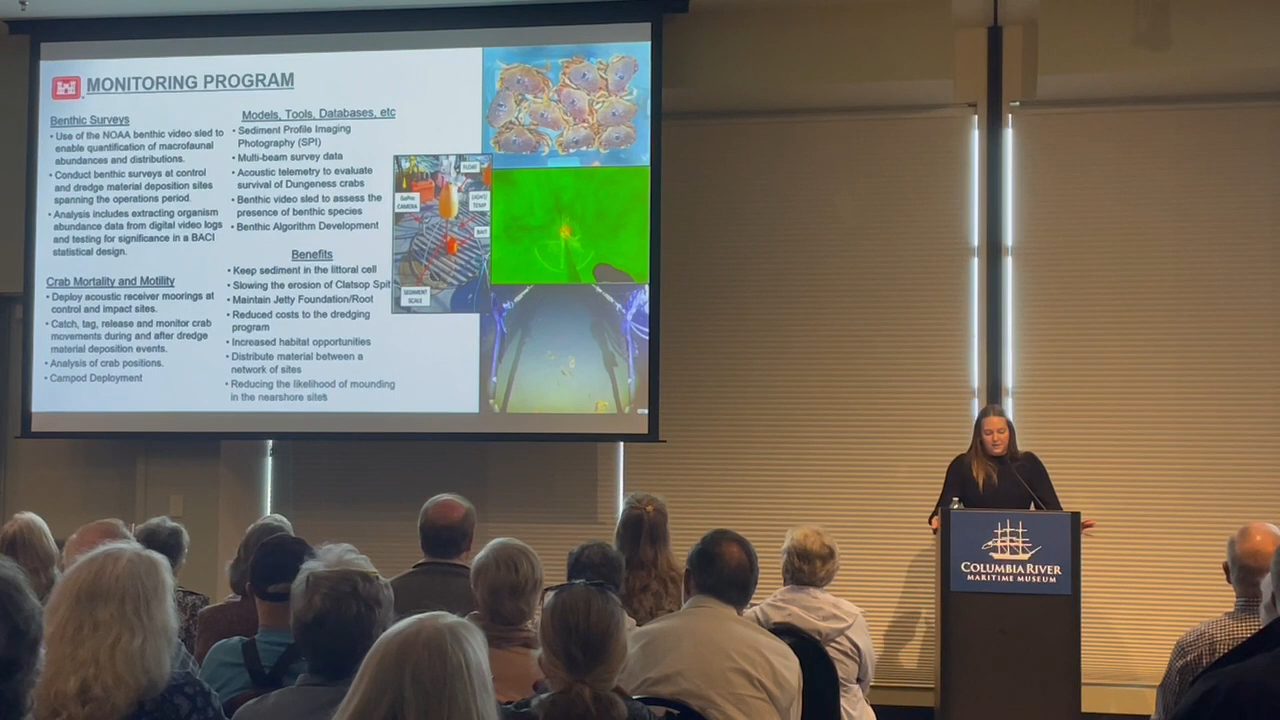 MONITORING PROGRAM
Benthic Surveys
• Use of the NOAA benthic video sled to
enable quantification of macrofaunal
abundances and distributions.
• Conduct benthic surveys at control
and dredge material deposition sites
spanning the operations period.
• Analysis includes extracting organism
abundance data from digital video logs
and testing for significance in a BACI
statistical design.
Crab Mortality and Motility
• Deploy acoustic receiver moorings at
control and impact sites.
• Catch, tag, release and monitor crab
movements during and after dredge
material deposition events.
• Analysis of crab positions.
• Campod Deployment
Models, Tools, Databases, etc
• Sediment Profile Imaging
Photography (SPI)
• Multi-beam survey data
• Acoustic telemetry to evaluate
survival of Dungeness crabs
• Benthic video sled to assess the
presence of benthic species
• Benthic Algorithm Development
Benefits
• Keep sediment in the littoral cell
• Slowing the erosion of Clatsop Spit
• Maintain Jetty Foundation/Root
• Reduced costs to the dredging
program
• Increased habitat opportunities
• Distribute material between a
network of sites
• Reducing the likelihood of mounding
in the nearshore sites
FLOAT
GoPro
CAMERA
LIGHT/
TEMP
BAIT
SEDIMENT
SCALE
COLUMBIA RIVER
MARITIME MUSEUM